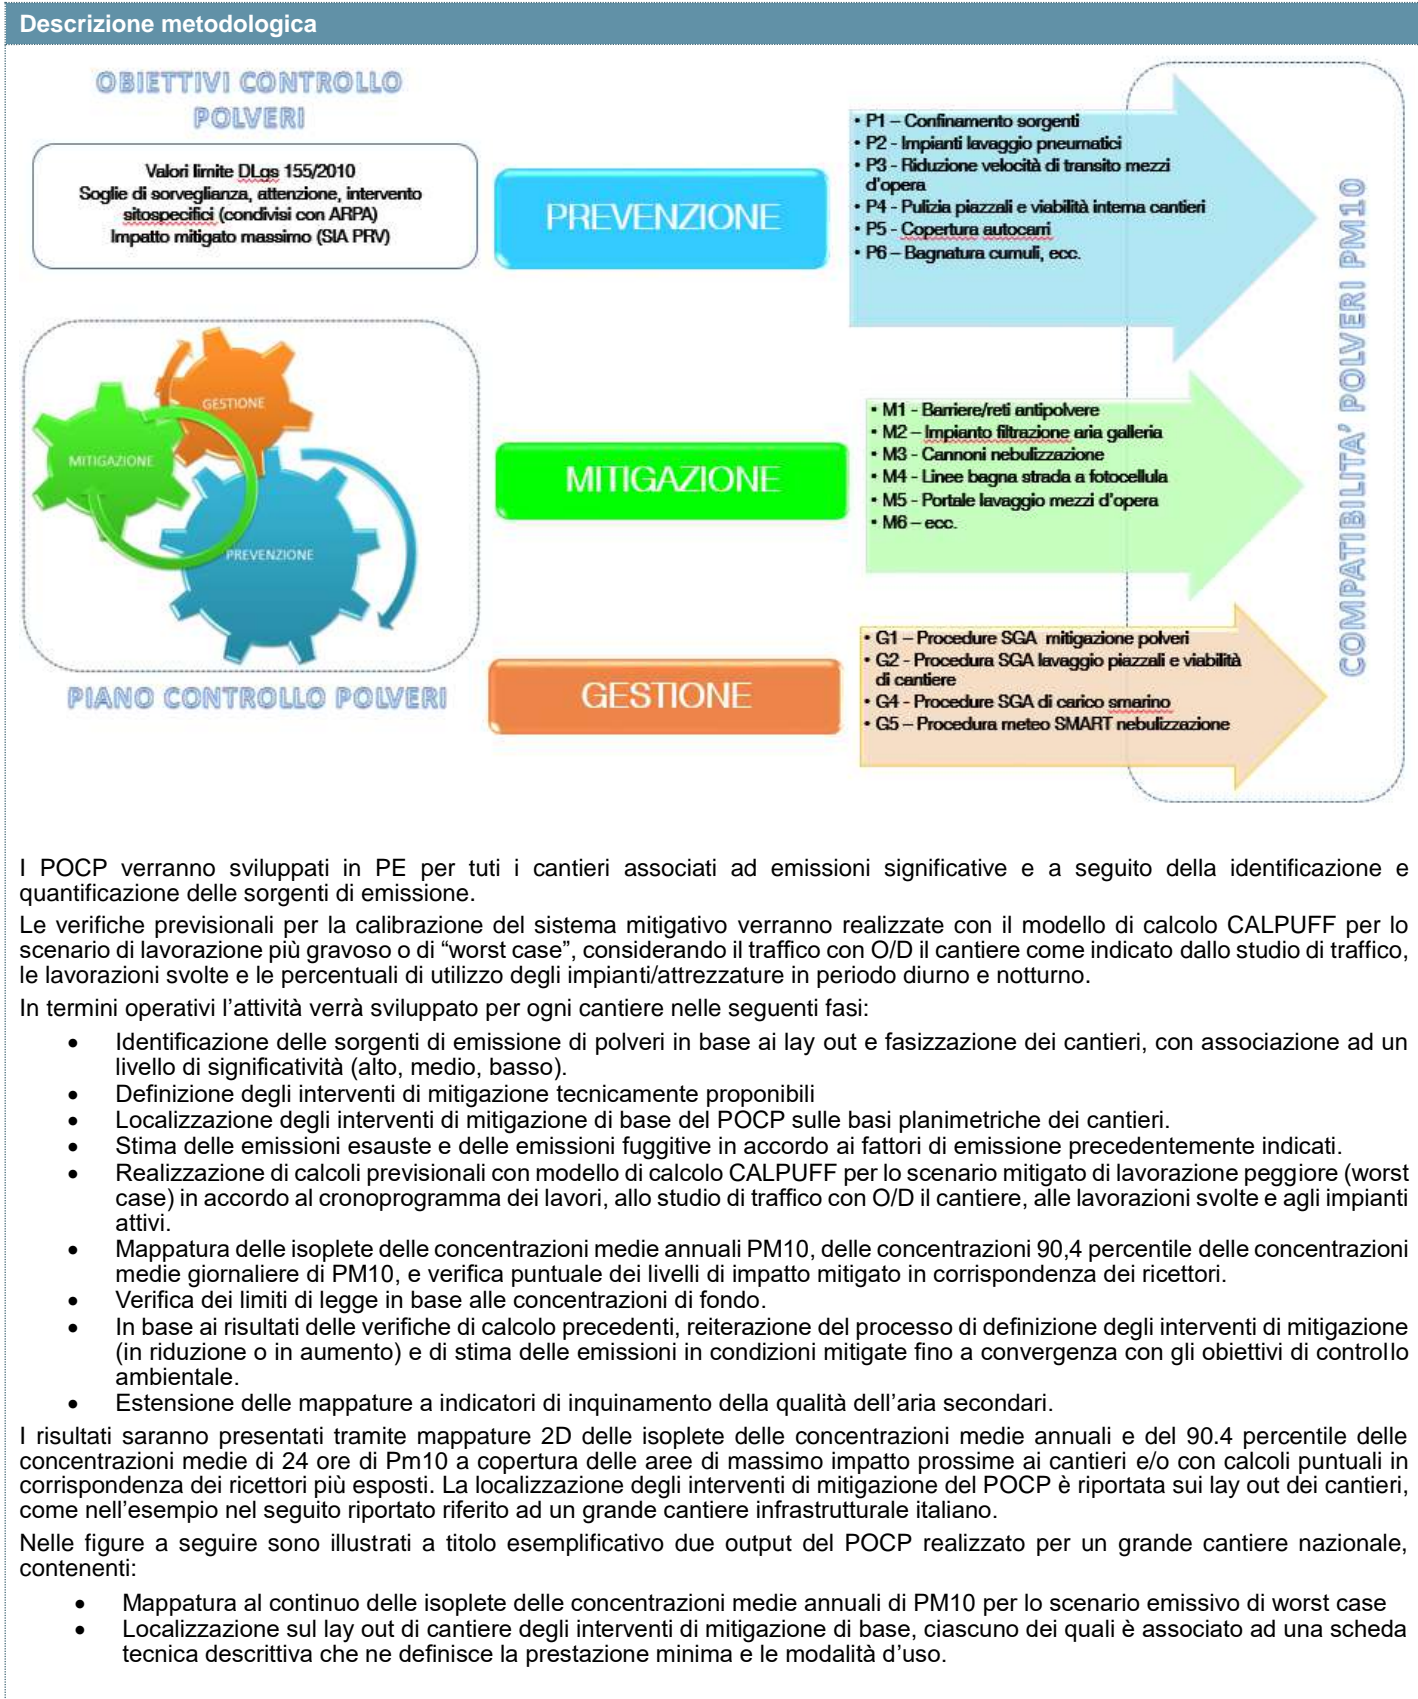 Descrizione metodologica
OBIETTIVI CONTROLLO
POLVERI
Valori limite DLgs 155/2010
Soglie di sorveglianza, attenzione, intervento
sitospecifici (condivisi con ARPA)
Impatto mitigato massimo (SIA PRV)
PREVENZIONE
• P1 – Confinamento sorgenti
• P2 - Impianti lavaggio pneumatici
• P3 - Riduzione velocità di transito mezzi
d'opera
• P4 – Pulizia piazzali e viabilità interna cantieri
• P5 - Copertura autocarri
• P6 – Bagnatura cumuli, ecc.
GESTIONE
MITIGAZIONE
PREVENZIONE
PIANO CONTROLLO POLVERI
MITIGAZIONE
• M1 - Barriere/reti antipolvere
• M2 – Impianto filtrazione aria galleria
• M3 - Cannoni nebulizzazione
• M4 - Linee bagna strada a fotocellula
• M5 - Portale lavaggio mezzi d'opera
• M6 – ecc.
GESTIONE
• G1 – Procedure SGA mitigazione polveri
• G2 - Procedura SGA lavaggio piazzali e viabilità
di cantiere
• G4 - Procedure SGA di carico smarino
• G5 – Procedura meteo SMART nebulizzazione
COMPATIBILITA' POLVERI PM10
I POCP verranno sviluppati in PE per tuti i cantieri associati ad emissioni significative e a seguito della identificazione e
quantificazione delle sorgenti di emissione.
Le verifiche previsionali per la calibrazione del sistema mitigativo verranno realizzate con il modello di calcolo CALPUFF per lo
scenario di lavorazione più gravoso o di “worst case”, considerando il traffico con O/D il cantiere come indicato dallo studio di traffico,
le lavorazioni svolte e le percentuali di utilizzo degli impianti/attrezzature in periodo diurno e notturno.
In termini operativi l’attività verrà sviluppato per ogni cantiere nelle seguenti fasi:
• Identificazione delle sorgenti di emissione di polveri in base ai lay out e fasizzazione dei cantieri, con associazione ad un
livello di significatività (alto, medio, basso).
• Definizione degli interventi di mitigazione tecnicamente proponibili
• Localizzazione degli interventi di mitigazione di base del POCP sulle basi planimetriche dei cantieri.
• Stima delle emissioni esauste e delle emissioni fuggitive in accordo ai fattori di emissione precedentemente indicati.
• Realizzazione di calcoli previsionali con modello di calcolo CALPUFF per lo scenario mitigato di lavorazione peggiore (worst
case) in accordo al cronoprogramma dei lavori, allo studio di traffico con O/D il cantiere, alle lavorazioni svolte e agli impianti
attivi.
• Mappatura delle isoplete delle concentrazioni medie annuali PM10, delle concentrazioni 90,4 percentile delle concentrazioni
medie giornaliere di PM10, e verifica puntuale dei livelli di impatto mitigato in corrispondenza dei ricettori.
• Verifica dei limiti di legge in base alle concentrazioni di fondo.
• In base ai risultati delle verifiche di calcolo precedenti, reiterazione del processo di definizione degli interventi di mitigazione
(in riduzione o in aumento) e di stima delle emissioni in condizioni mitigate fino a convergenza con gli obiettivi di controllo
ambientale.
• Estensione delle mappature a indicatori di inquinamento della qualità dell’aria secondari.
I risultati saranno presentati tramite mappature 2D delle isoplete delle concentrazioni medie annuali e del 90.4 percentile delle
concentrazioni medie di 24 ore di Pm10 a copertura delle aree di massimo impatto prossime ai cantieri e/o con calcoli puntuali in
corrispondenza dei ricettori più esposti. La localizzazione degli interventi di mitigazione del POCP è riportata sui lay out dei cantieri,
come nell’esempio nel seguito riportato riferito ad un grande cantiere infrastrutturale italiano.
Nelle figure a seguire sono illustrati a titolo esemplificativo due output del POCP realizzato per un grande cantiere nazionale,
contenenti:
• Mappatura al continuo delle isoplete delle concentrazioni medie annuali di PM10 per lo scenario emissivo di worst case
• Localizzazione sul lay out di cantiere degli interventi di mitigazione di base, ciascuno dei quali è associato ad una scheda
tecnica descrittiva che ne definisce la prestazione minima e le modalità d’uso.